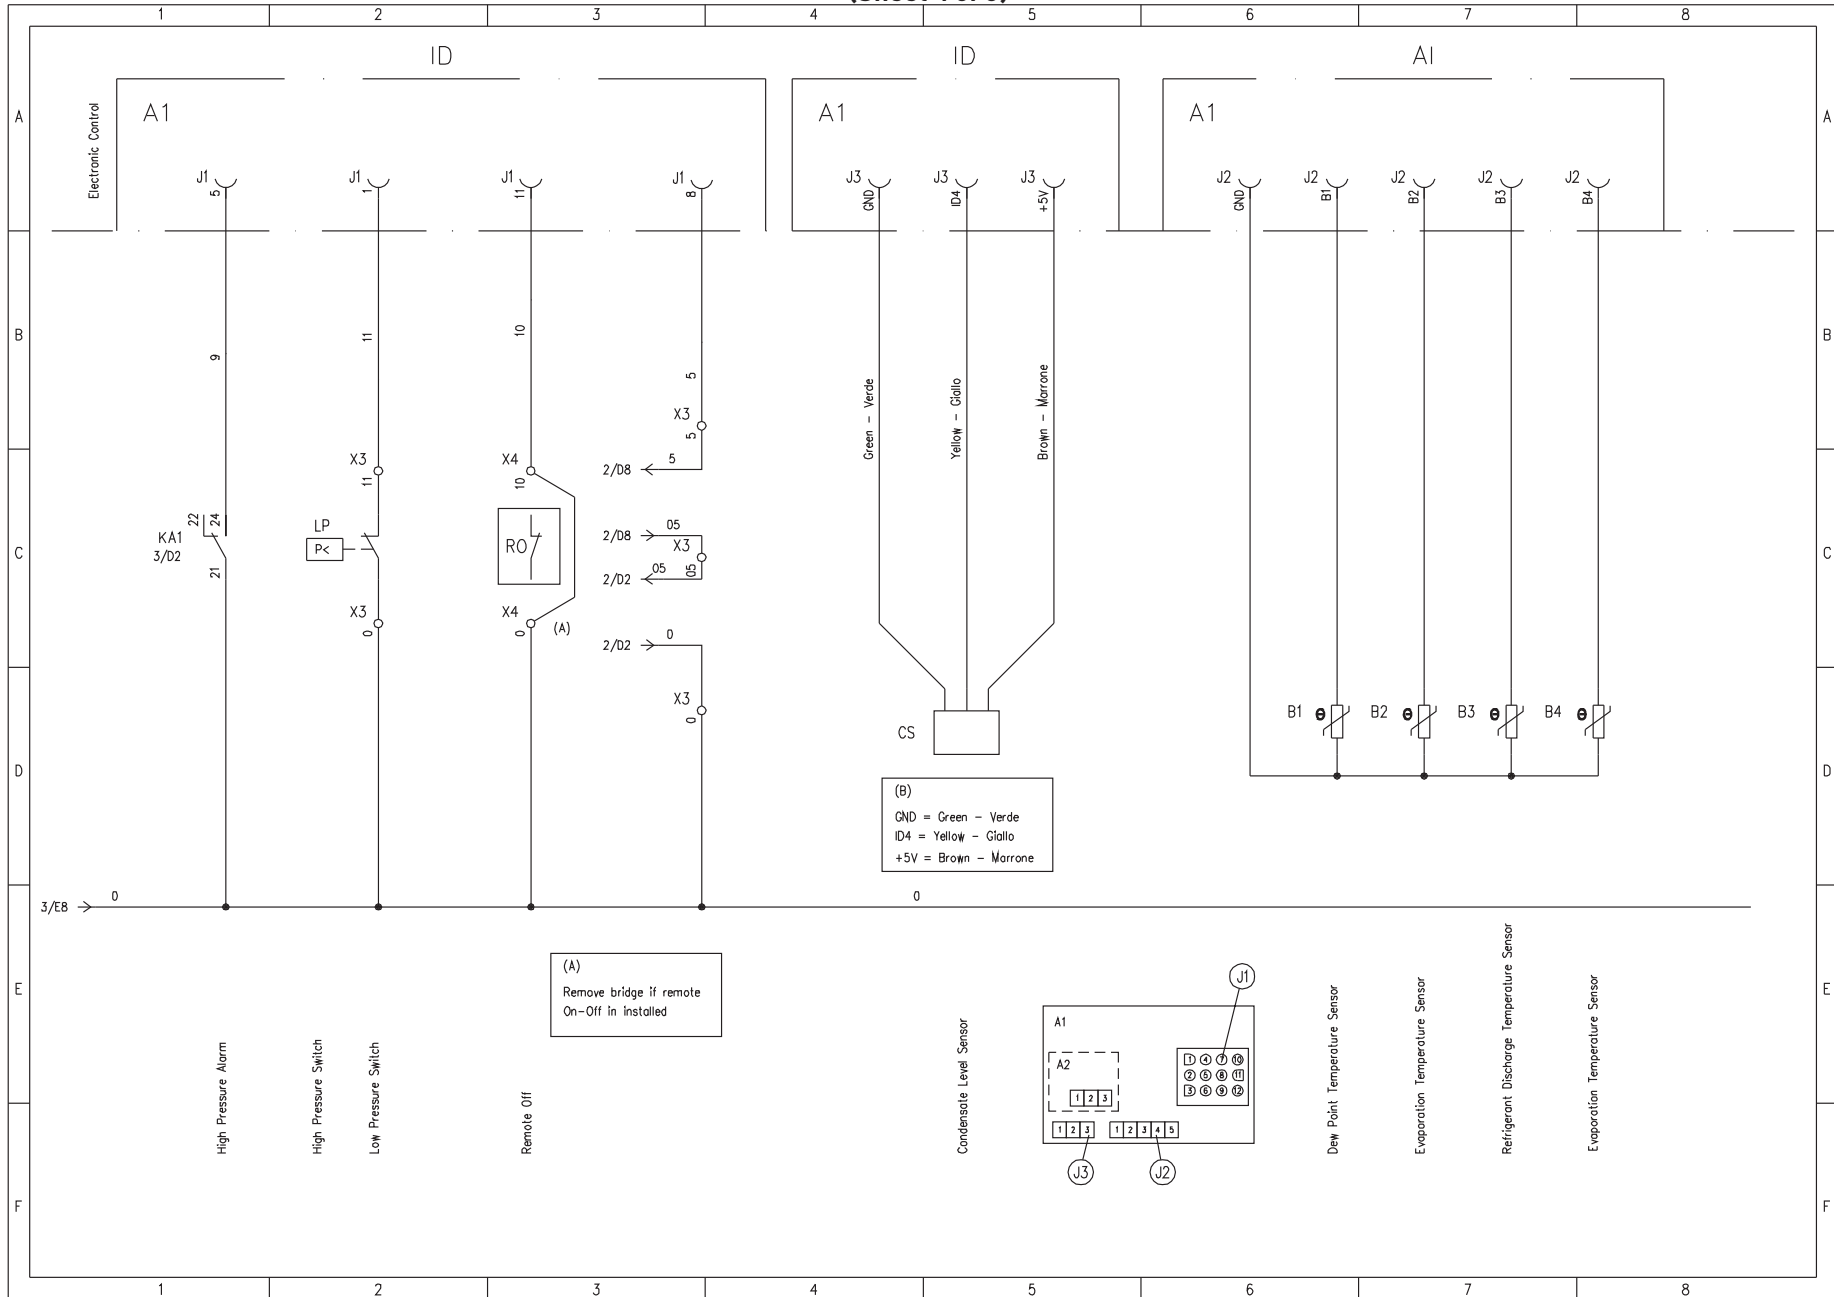 1 2 3 4 5 6 7 8
ID ID AI
Electronic Control
A A1 A1 A1 A
J1 J1 J1 J1 J3 J3 J3 J2 J2 J2 J2 J2
5 1 11 8 GND ID4 +5V GND B1 B2 B3 B4
B B
9 11 10 5
X3
5
Green - Verde
Yellow - Giallo
Brown - Marrone
X3 X4 2/D8 5
11 10
22 24 LP 2/D8 05
C KA1 P< RO X3 C
3/D2
21 2/D2 05 05
X3 X4
0 0 (A)
2/D2 0
X3
0
B1 Θ B2 Θ B3 Θ B4 Θ
CS
D D
(B)
GND = Green - Verde
ID4 = Yellow - Giallo
+5V = Brown - Marrone
3/E8 0 0
(A)
Remove bridge if remote
On-Off in installed
E E
High Pressure Alarm
High Pressure Switch
Low Pressure Switch
Remote Off
Condensate Level Sensor
J1
A1
A2
1 2 3
1 4 7 10
2 5 8 11
3 6 9 12
1 2 3 1 2 3 4 5
J3 J2
Dew Point Temperature Sensor
Evaporation Temperature Sensor
Refrigerant Discharge Temperature Sensor
Evaporation Temperature Sensor
F F
1 2 3 4 5 6 7 8